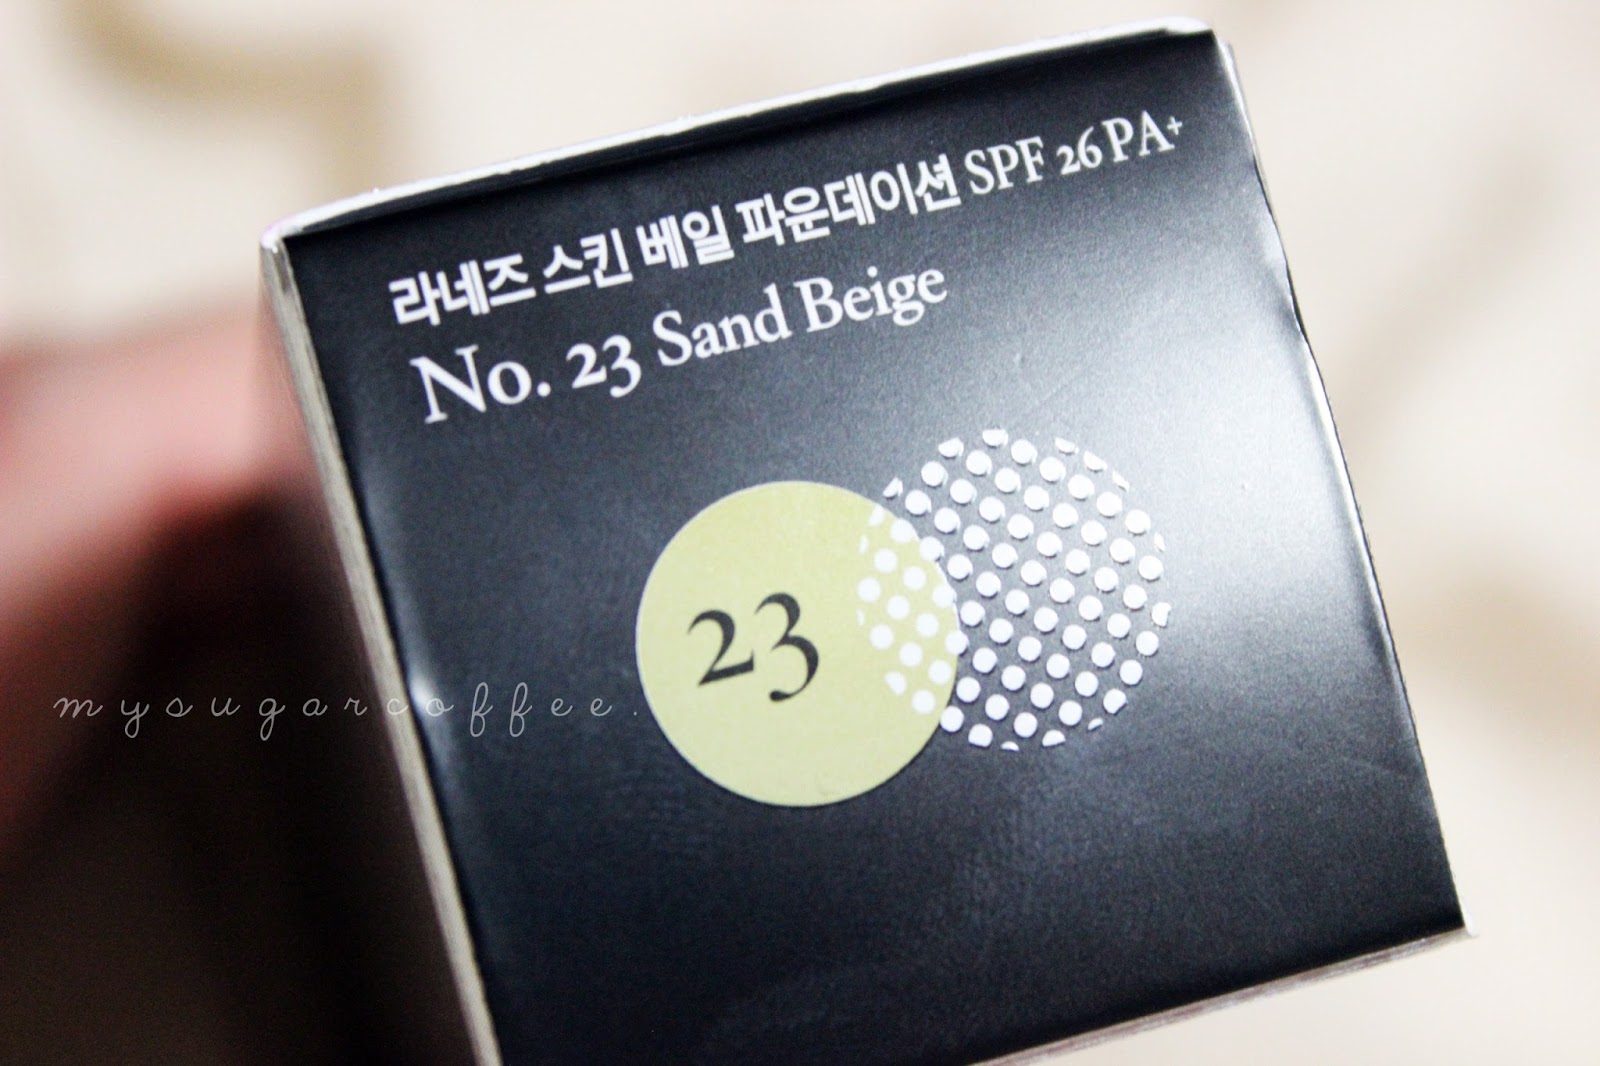 라네즈 스킨 베일 파운데이션 SPF 26 PA+
No. 23 Sand Beige
23
mysugarcoffee.